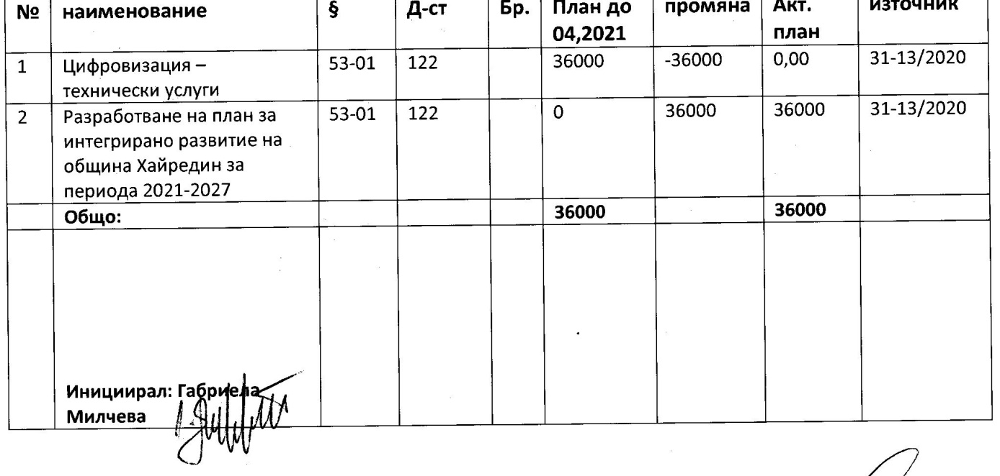 № наименование § Д-ст Бр. План до промяна Акт. източник
04,2021 план
1 Цифровизация – 53-01 122 36000 -36000 0,00 31-13/2020
технически услуги
2 Разработване на план за 53-01 122 0 36000 36000 31-13/2020
интегрирано развитие на
община Хайредин за
периода 2021-2027
Общо: 36000 36000
Инициирал: Габриела
Милчева